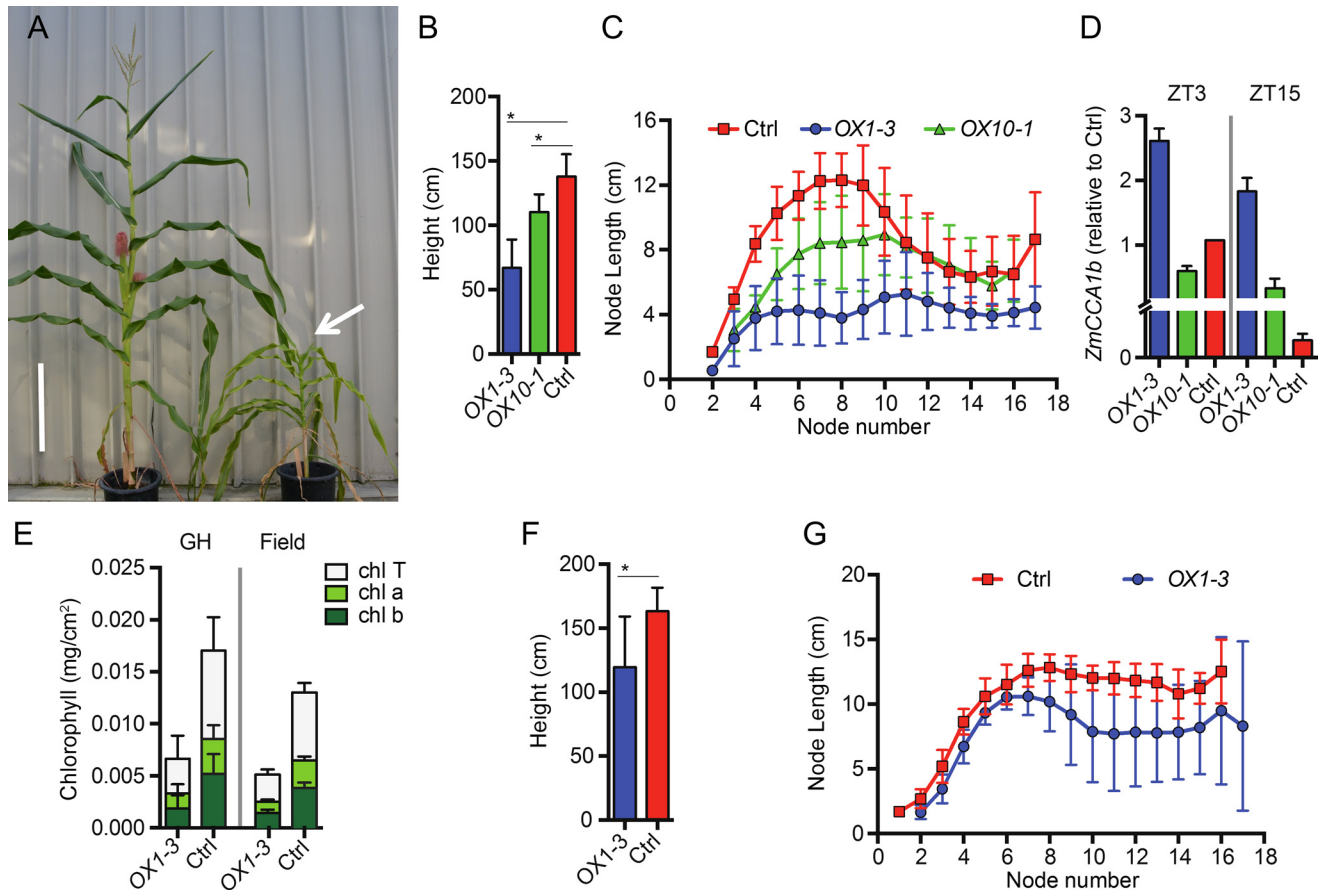 A
B
200
150
100
50
0
Height (cm)
*
*
OX1-3
OX10-1
Ctrl
C
16
12
8
4
0
Node Length (cm)
Ctrl
OX1-3
OX10-1
0 2 4 6 8 10 12 14 16 18
Node number
D
ZT3 ZT15
3
2
1
0
ZmCCA1b (relative to Ctrl)
OX1-3
OX10-1
Ctrl
OX1-3
OX10-1
Ctrl
E
GH Field
0.025
0.020
0.015
0.010
0.005
0.000
Chlorophyll (mg/cm²)
chl T
chl a
chl b
OX1-3
Ctrl
OX1-3
Ctrl
F
200
150
100
50
0
Height (cm)
*
OX1-3
Ctrl
G
20
15
10
5
0
Node Length (cm)
Ctrl
OX1-3
0 2 4 6 8 10 12 14 16 18
Node number